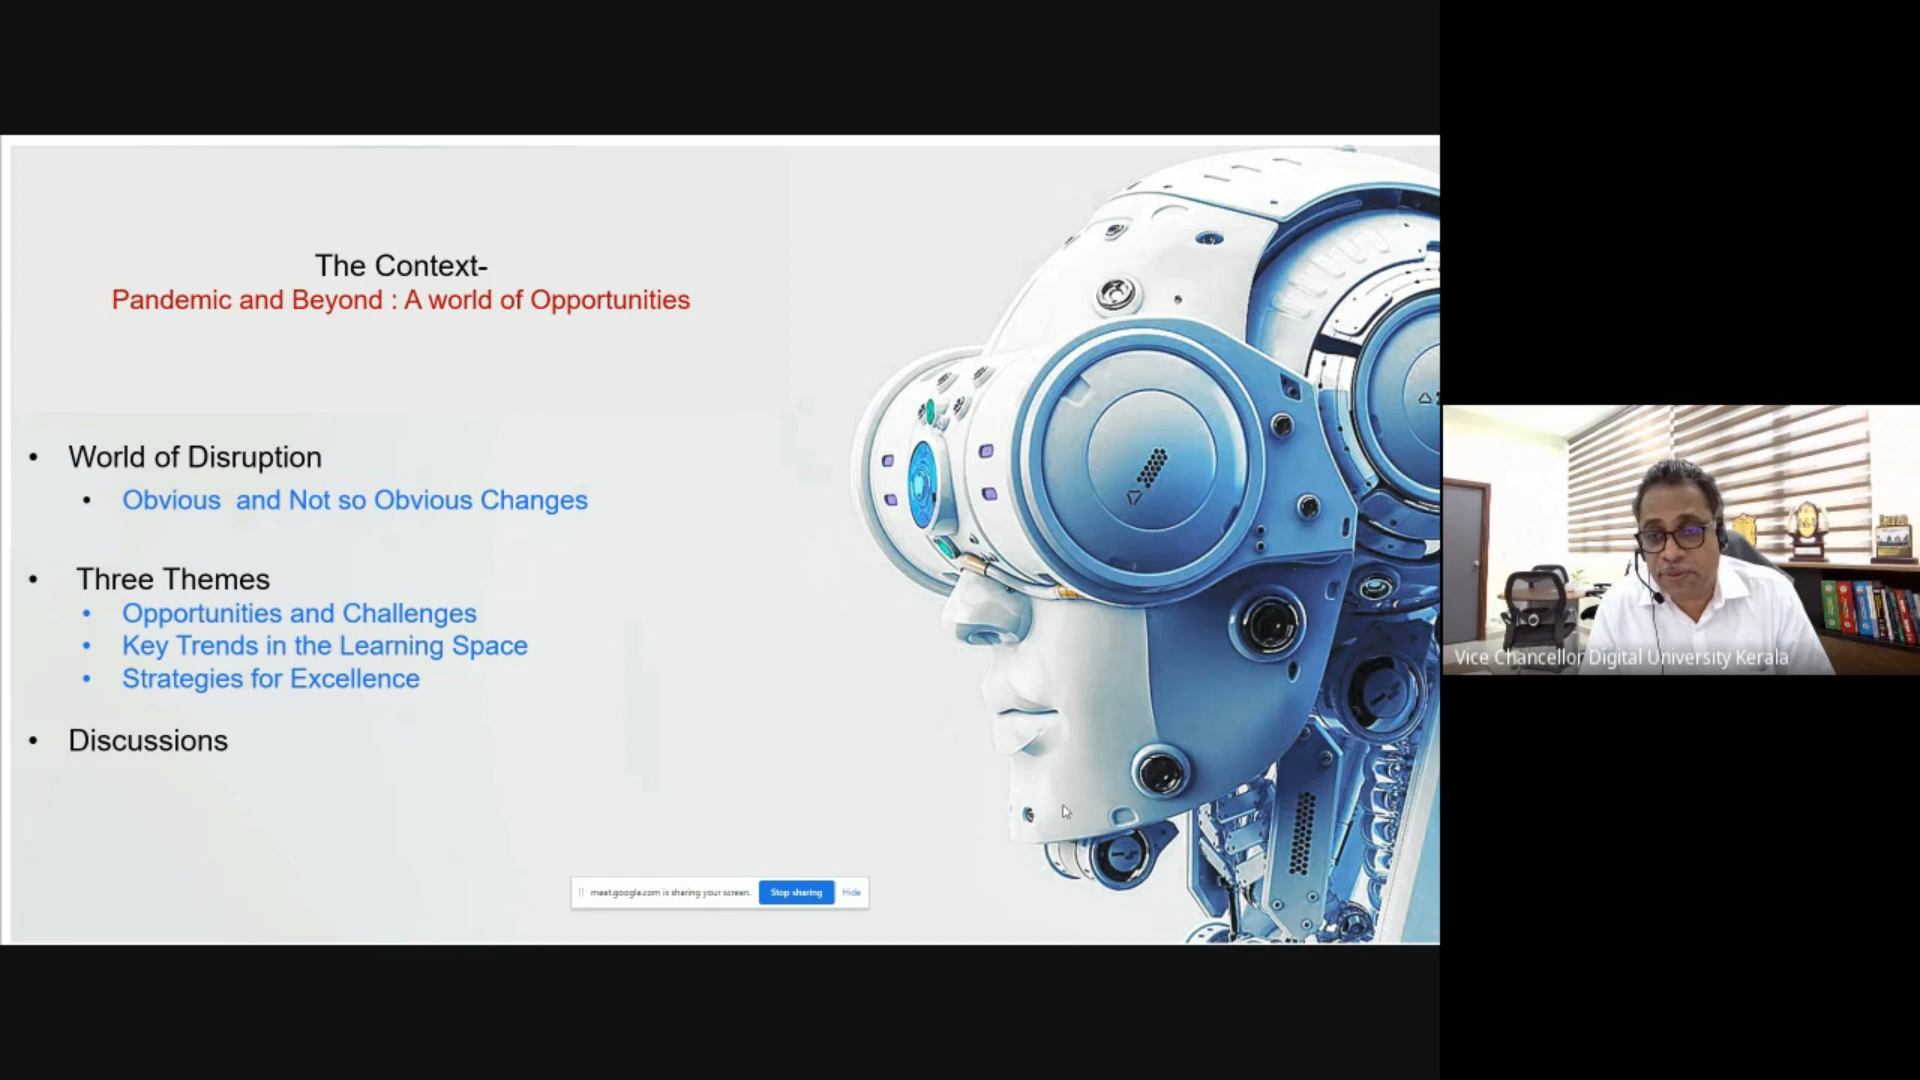 The Context-
Pandemic and Beyond : A world of Opportunities
• World of Disruption
• Obvious and Not so Obvious Changes
• Three Themes
• Opportunities and Challenges
• Key Trends in the Learning Space
• Strategies for Excellence
• Discussions
meet.google.com is sharing your screen. Stop sharing Hide
Vice Chancellor Digital University Kerala